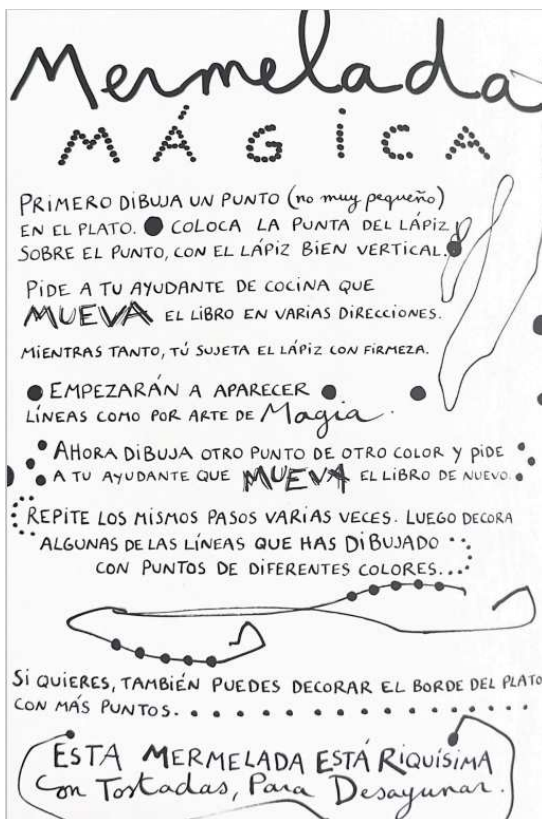 Mermelada
MÁGICA
PRIMERO DIBUJA UN PUNTO (no muy pequeño)
EN EL PLATO. COLOCA LA PUNTA DEL LÁPIZ
SOBRE EL PUNTO, CON EL LÁPIZ BIEN VERTICAL.
PIDE A TU AYUDANTE DE COCINA QUE
MUEVA EL LIBRO EN VARIAS DIRECCIONES.
MIENTRAS TANTO, TÚ SUJETA EL LÁPIZ CON FIRMEZA.
EMPEZARÁN A APARECER
LÍNEAS COMO POR ARTE DE Magia.
AHORA DIBUJA OTRO PUNTO DE OTRO COLOR Y PIDE
A TU AYUDANTE QUE MUEVA EL LIBRO DE NUEVO.
REPITE LOS MISMOS PASOS VARIAS VECES. LUEGO DECORA
ALGUNAS DE LAS LÍNEAS QUE HAS DIBUJADO
CON PUNTOS DE DIFERENTES COLORES...
SI QUIERES, TAMBIÉN PUEDES DECORAR EL BORDE DEL PLATO
CON MÁS PUNTOS.
ESTA MERMELADA ESTÁ RIQUÍSIMA
Con Tostadas, Para Desayunar.